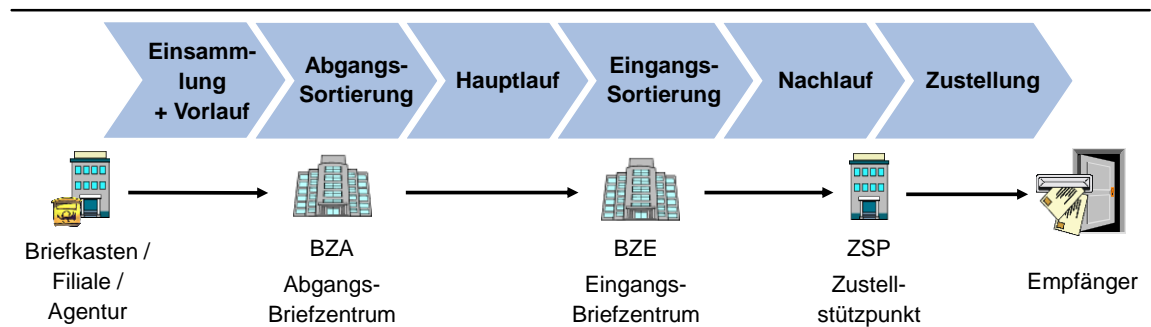 Einsamm-
lung
+ Vorlauf
Abgangs-
Sortierung
Hauptlauf
Eingangs-
Sortierung
Nachlauf
Zustellung
Briefkasten /
Filiale /
Agentur
BZA
Abgangs-
Briefzentrum
BZE
Eingangs-
Briefzentrum
ZSP
Zustell-
stützpunkt
Empfänger